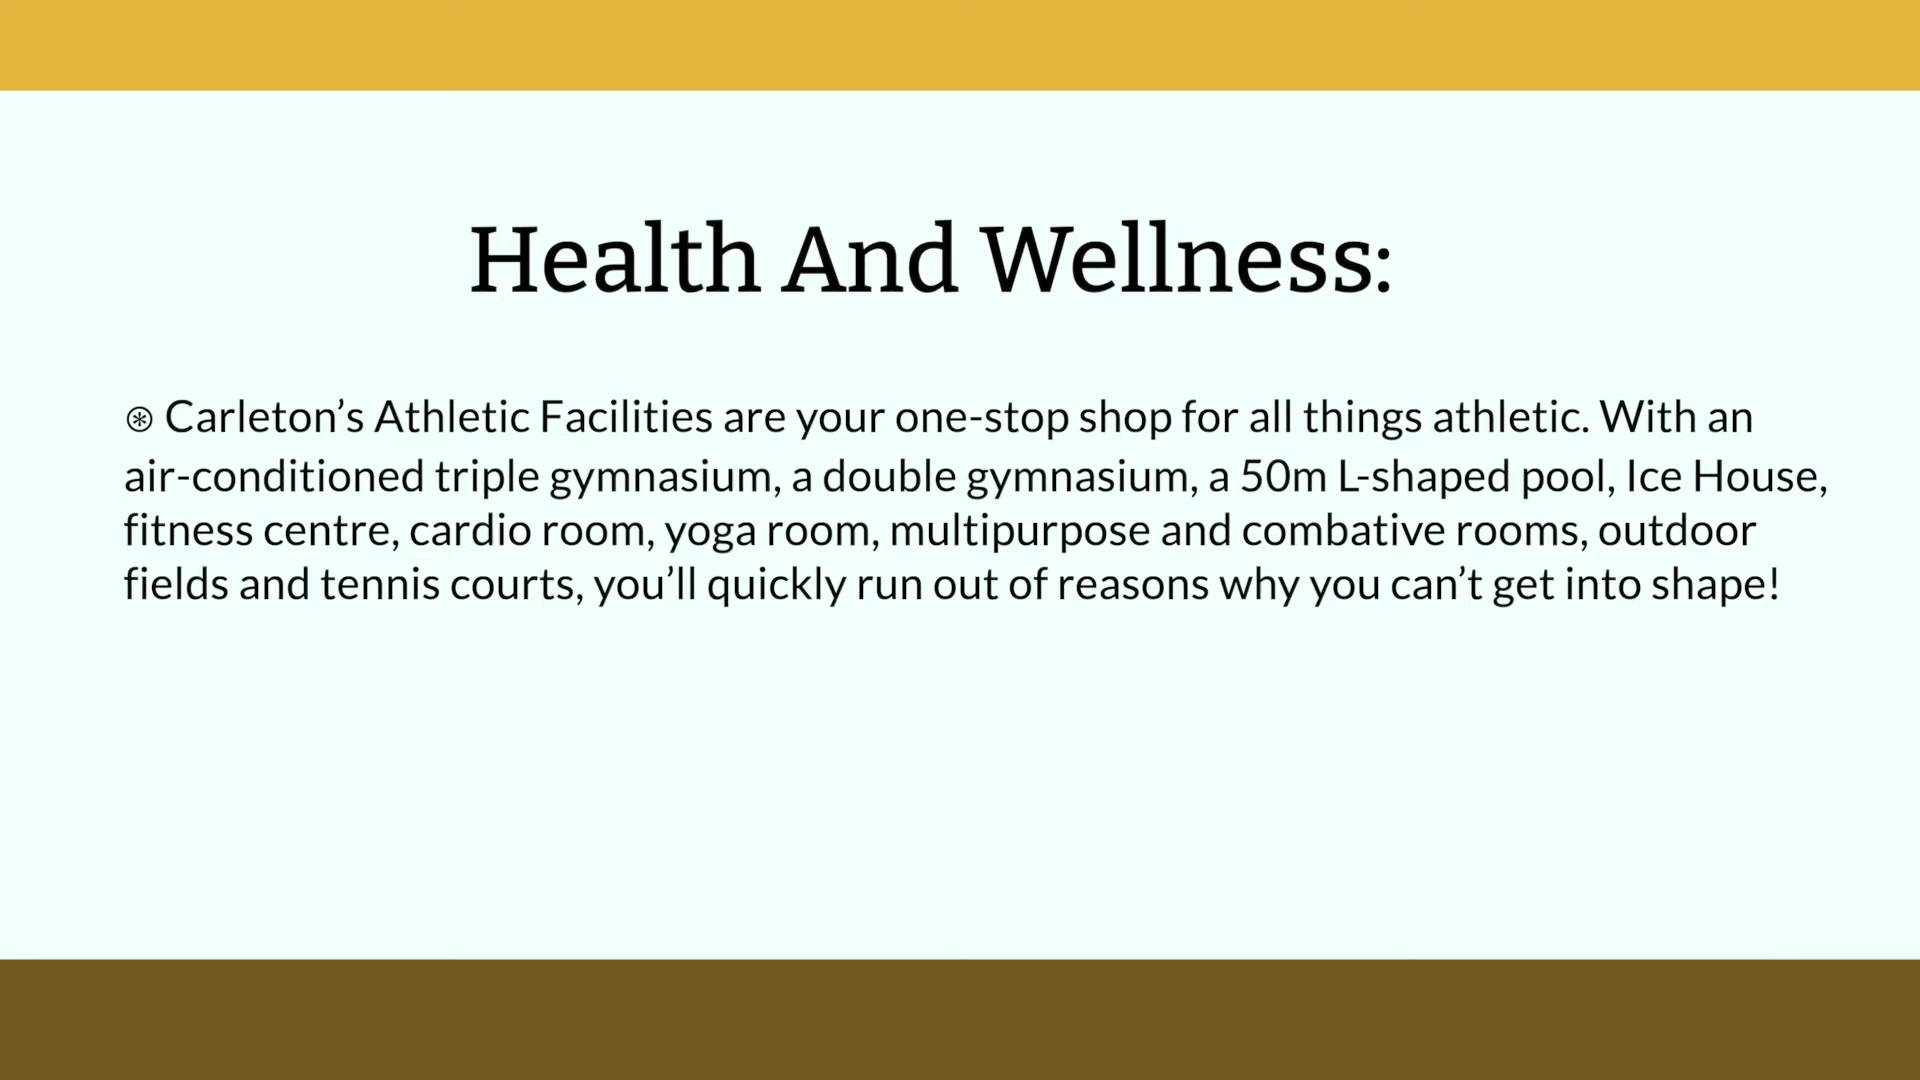 Health And Wellness:
⊛ Carleton’s Athletic Facilities are your one-stop shop for all things athletic. With an
air-conditioned triple gymnasium, a double gymnasium, a 50m L-shaped pool, Ice House,
fitness centre, cardio room, yoga room, multipurpose and combative rooms, outdoor
fields and tennis courts, you’ll quickly run out of reasons why you can’t get into shape!